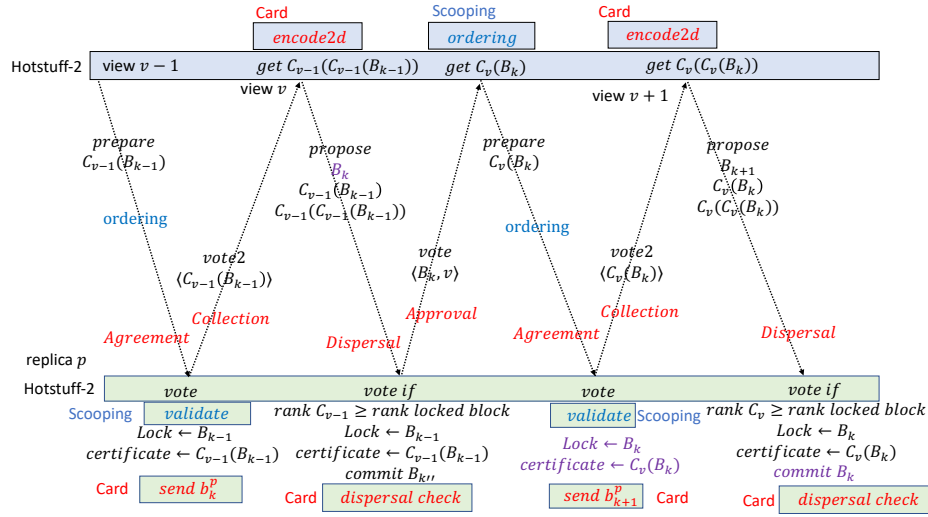 Card
Scooping
Card
encode2d
ordering
encode2d
Hotstuff-2
view v − 1
get C_{v−1}(C_{v−1}(B_{k−1}))
get C_v(B_k)
get C_v(C_v(B_k))
view v
view v + 1
prepare
C_{v−1}(B_{k−1})
propose
B_k
C_{v−1}(B_{k−1})
C_{v−1}(C_{v−1}(B_{k−1}))
prepare
C_v(B_k)
propose
B_{k+1}
C_v(B_k)
C_v(C_v(B_k))
ordering
ordering
vote2
⟨C_{v−1}(B_{k−1})⟩
vote
⟨B_k, v⟩
vote2
⟨C_v(B_k)⟩
Agreement
Collection
Dispersal
Approval
Agreement
Collection
Dispersal
replica p
Hotstuff-2
vote
vote if
vote
vote if
Scooping
validate
rank C_{v−1} ≥ rank locked block
validate
Scooping
rank C_v ≥ rank locked block
Lock ← B_{k−1}
certificate ← C_{v−1}(B_{k−1})
Lock ← B_{k−1}
certificate ← C_{v−1}(B_{k−1})
commit B_{k′′}
Lock ← B_k
certificate ← C_v(B_k)
Lock ← B_k
certificate ← C_v(B_k)
commit B_k
Card
send b_k^p
Card
dispersal check
send b_{k+1}^p
Card
Card
dispersal check